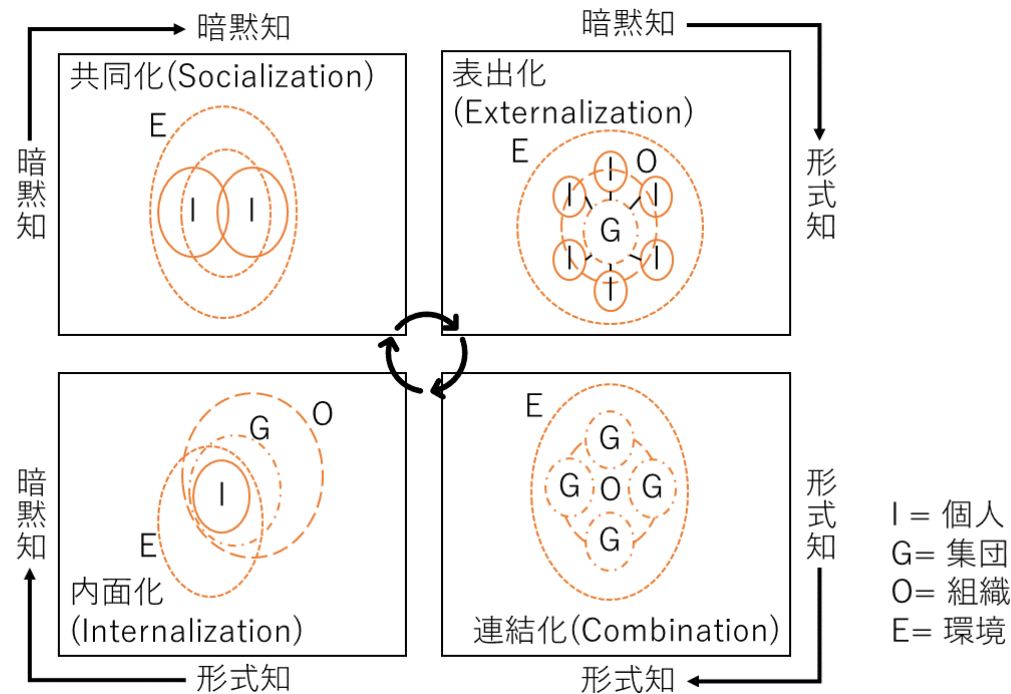 暗黙知
暗黙知
共同化(Socialization)
E
I
I
暗黙知
表出化
(Externalization)
E
O
I
I
I
G
I
I
I
形式知
暗黙知
O
G
I
E
内面化
(Internalization)
形式知
E
G
G
O
G
G
連結化(Combination)
形式知
形式知
I = 個人
G= 集団
O= 組織
E= 環境